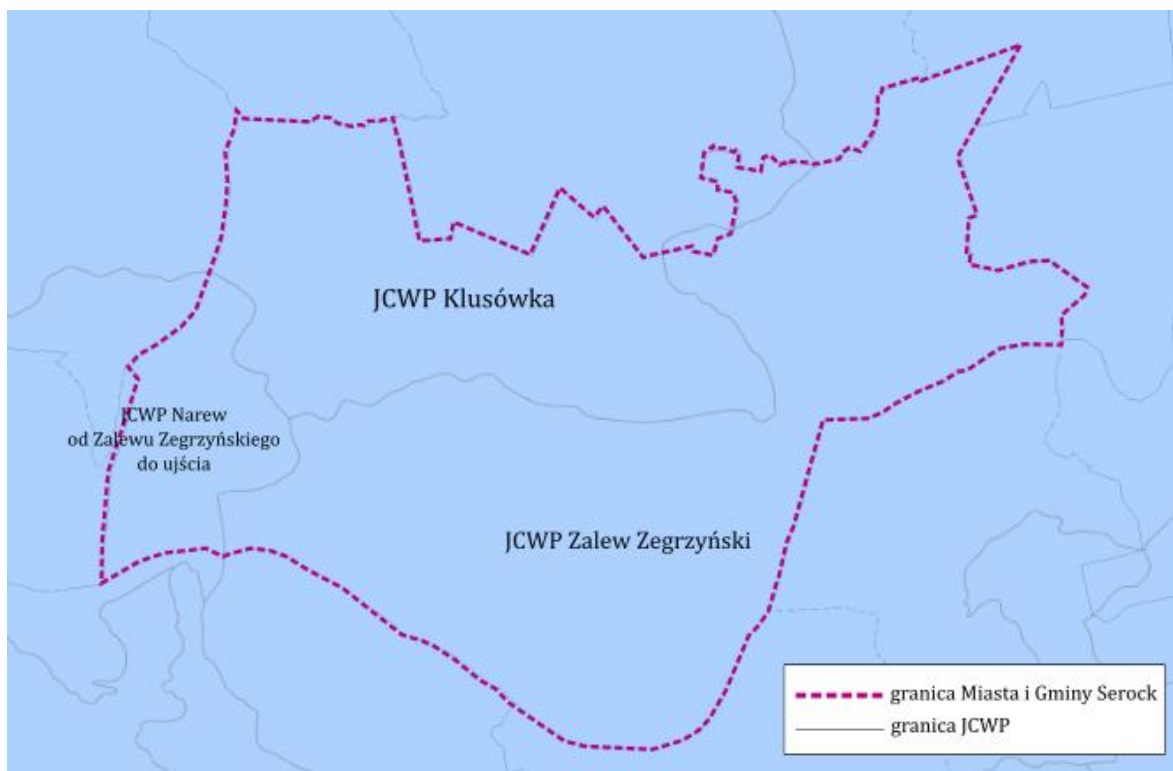 JCWP Klusówka
JCWP Narew
od Zalewu Zegrzyńskiego
do ujścia
JCWP Zalew Zegrzyński
granica Miasta i Gminy Serock
granica JCWP